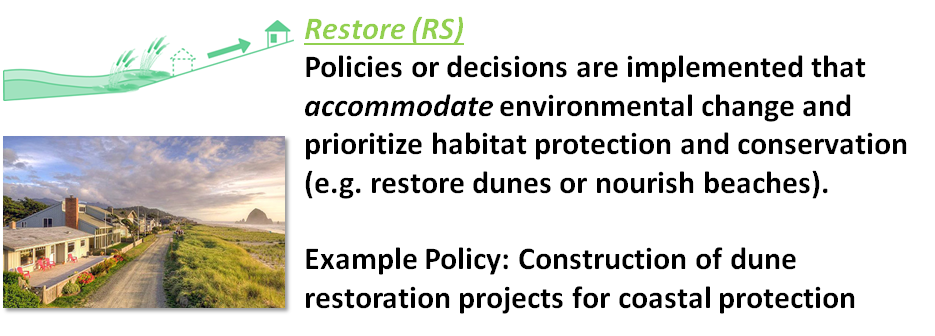 Restore (RS)
Policies or decisions are implemented that
accommodate environmental change and
prioritize habitat protection and conservation
(e.g. restore dunes or nourish beaches).
Example Policy: Construction of dune
restoration projects for coastal protection